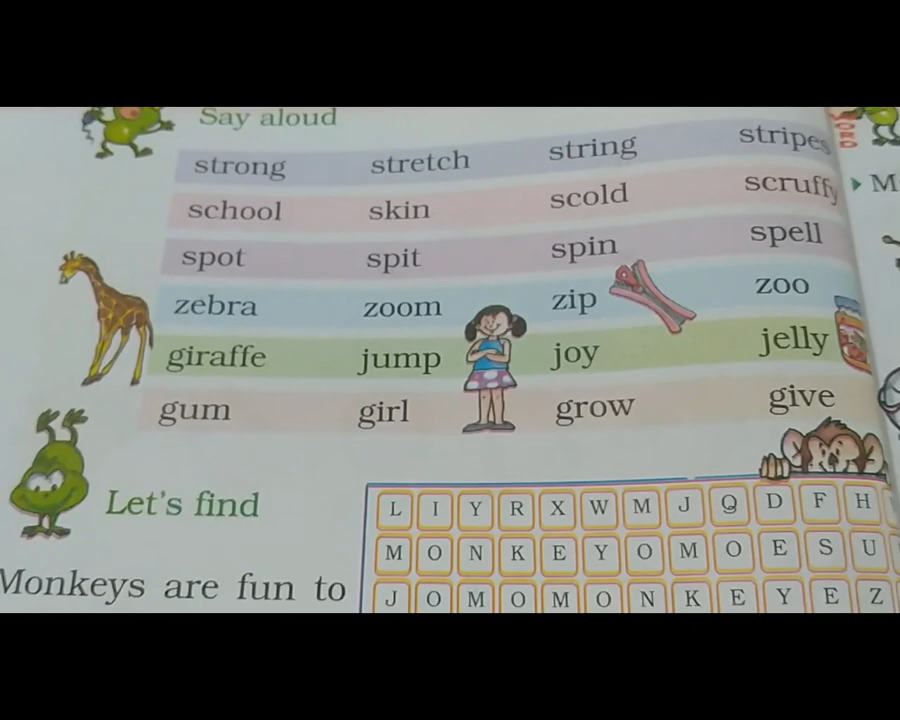 Say aloud
strong stretch string stripes
school skin scold scruffy
spot spit spin spell
zebra zoom zip zoo
giraffe jump joy jelly
gum girl grow give
Let's find
Monkeys are fun to
L I Y R X W M J Q D F H
M O N K E Y O M O E S U
J O M O M O N K E Y E Z
ORD
M